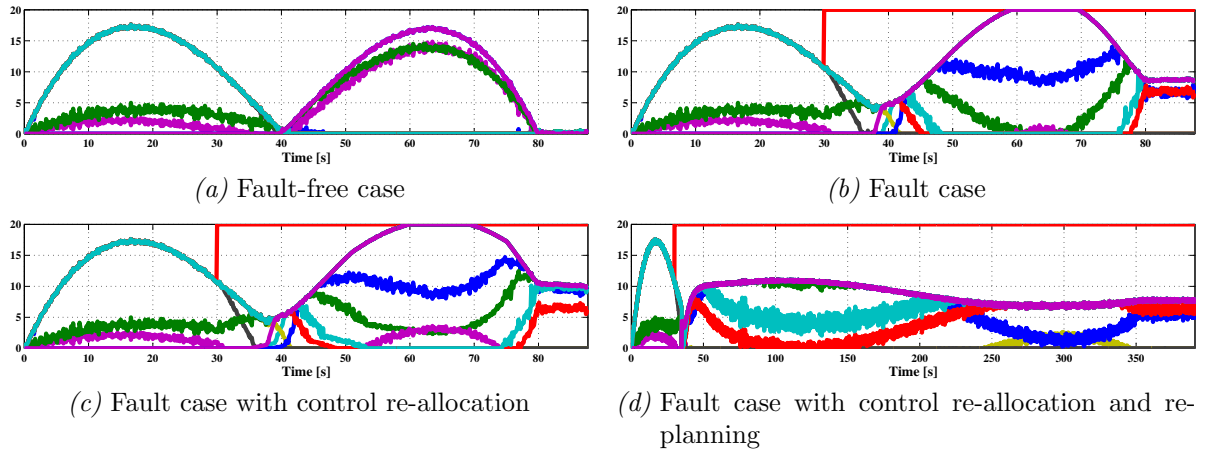 20
15
10
5
0
0 10 20 30 40 50 60 70 80
Time [s]
(a) Fault-free case
20
15
10
5
0
0 10 20 30 40 50 60 70 80
Time [s]
(b) Fault case
20
15
10
5
0
0 10 20 30 40 50 60 70 80
Time [s]
(c) Fault case with control re-allocation
20
15
10
5
0
0 50 100 150 200 250 300 350
Time [s]
(d) Fault case with control re-allocation and re-
planning